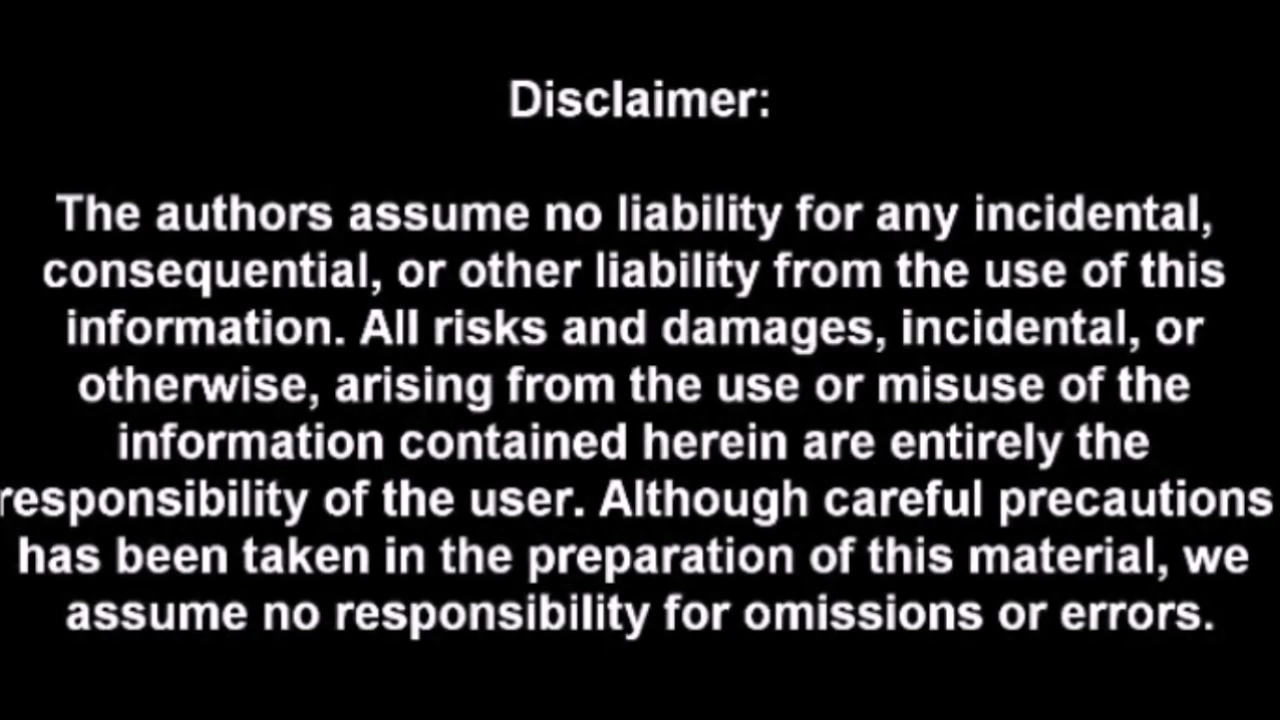 Disclaimer:
The authors assume no liability for any incidental,
consequential, or other liability from the use of this
information. All risks and damages, incidental, or
otherwise, arising from the use or misuse of the
information contained herein are entirely the
responsibility of the user. Although careful precautions
has been taken in the preparation of this material, we
assume no responsibility for omissions or errors.